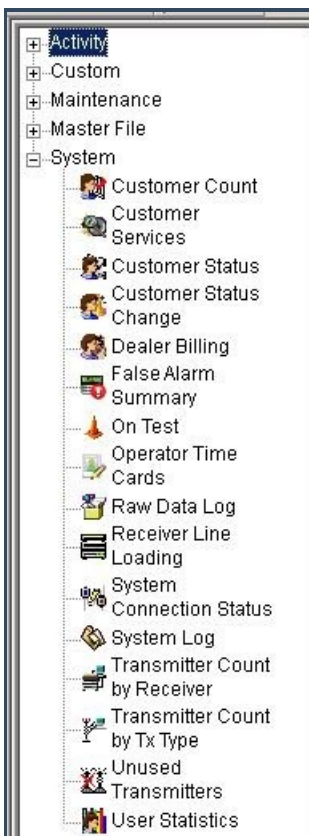 Activity
Custom
Maintenance
Master File
System
Customer Count
Customer
Services
Customer Status
Customer Status
Change
Dealer Billing
False Alarm
Summary
On Test
Operator Time
Cards
Raw Data Log
Receiver Line
Loading
System
Connection Status
System Log
Transmitter Count
by Receiver
Transmitter Count
by Tx Type
Unused
Transmitters
User Statistics